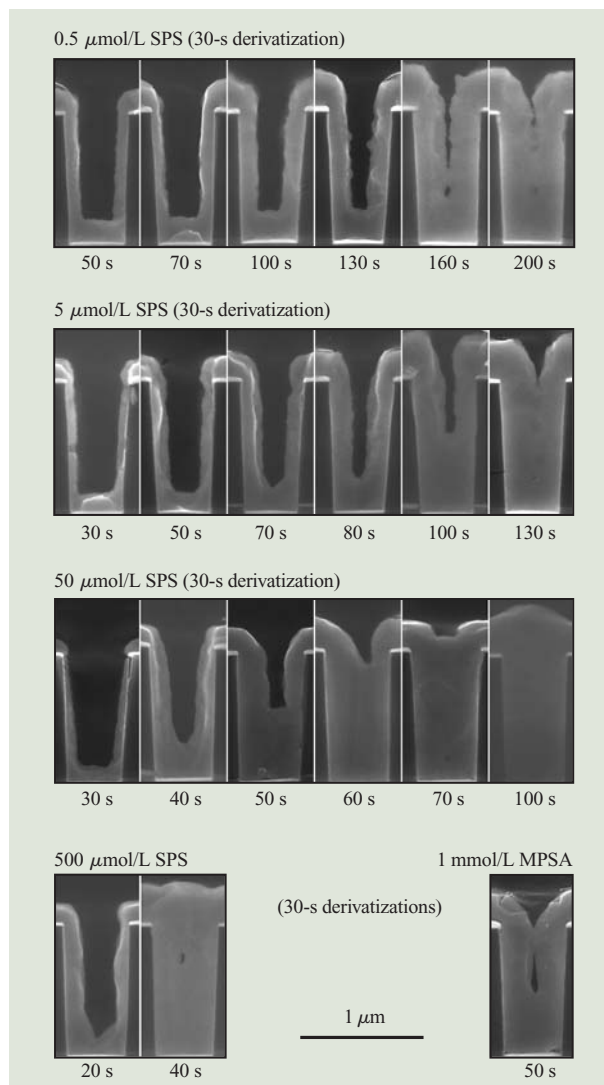 0.5 μmol/L SPS (30-s derivatization)
50 s 70 s 100 s 130 s 160 s 200 s
5 μmol/L SPS (30-s derivatization)
30 s 50 s 70 s 80 s 100 s 130 s
50 μmol/L SPS (30-s derivatization)
30 s 40 s 50 s 60 s 70 s 100 s
500 μmol/L SPS 1 mmol/L MPSA
(30-s derivatizations)
1 μm
20 s 40 s 50 s